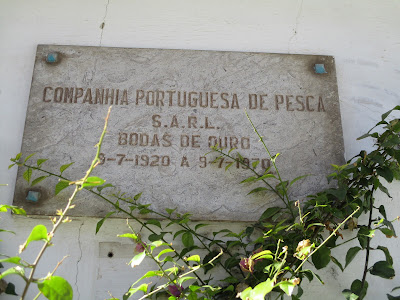 COMPANHIA PORTUGUESA DE PESCA
S.A.R.L.
BODAS DE OURO
9-7-1920 A 9-7-1970